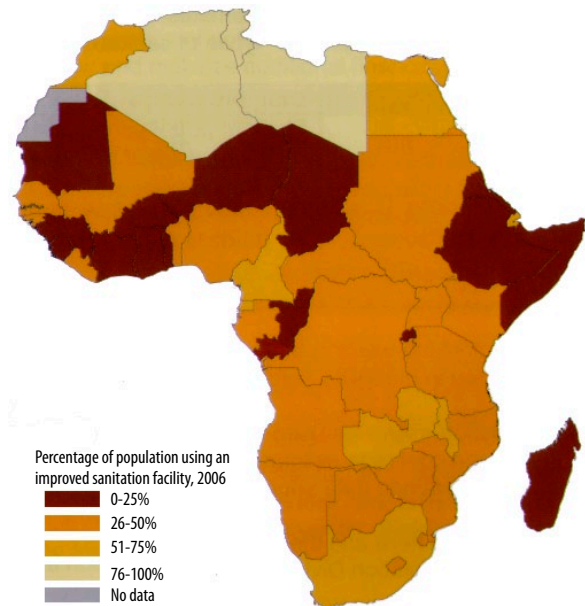 Percentage of population using an
improved sanitation facility, 2006
0-25%
26-50%
51-75%
76-100%
No data